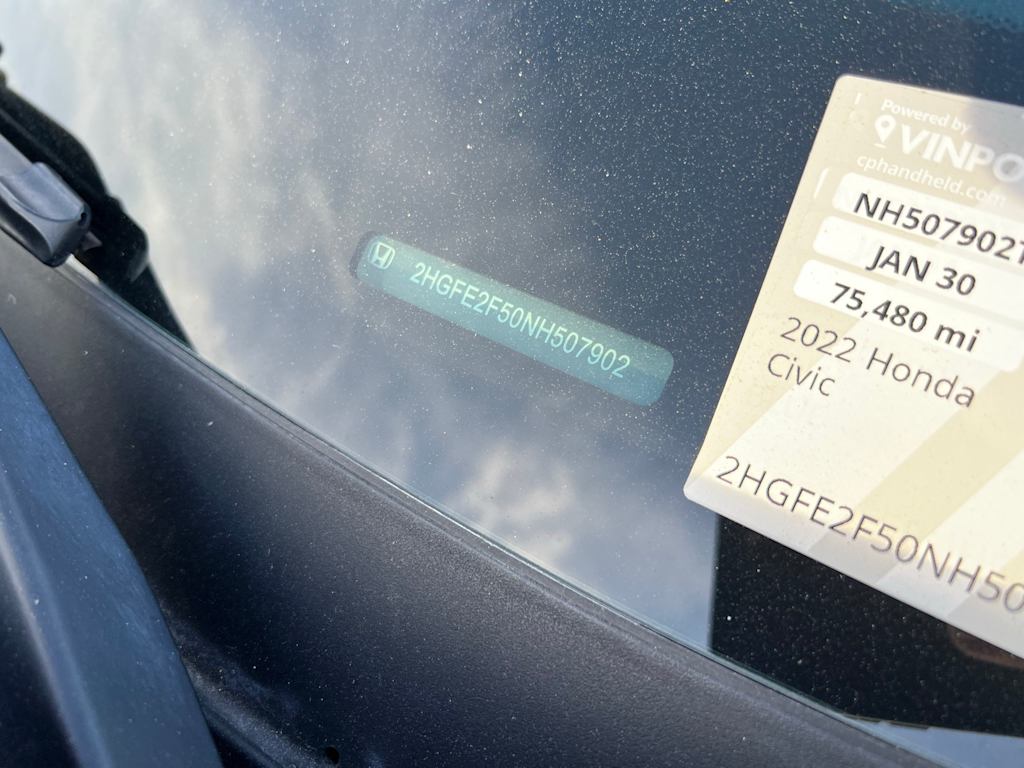 2HGFE2F50NH507902
Powered by
VINPO
cphandheld.com
NH507902
JAN 30
75,480 mi
2022 Honda
Civic
2HGFE2F50NH50